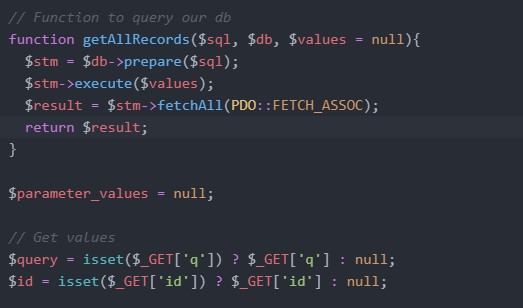 // Function to query our db
function getAllRecords($sql, $db, $values = null){
  $stm = $db->prepare($sql);
  $stm->execute($values);
  $result = $stm->fetchAll(PDO::FETCH_ASSOC);
  return $result;
}

$parameter_values = null;

// Get values
$query = isset($_GET['q']) ? $_GET['q'] : null;
$id = isset($_GET['id']) ? $_GET['id'] : null;